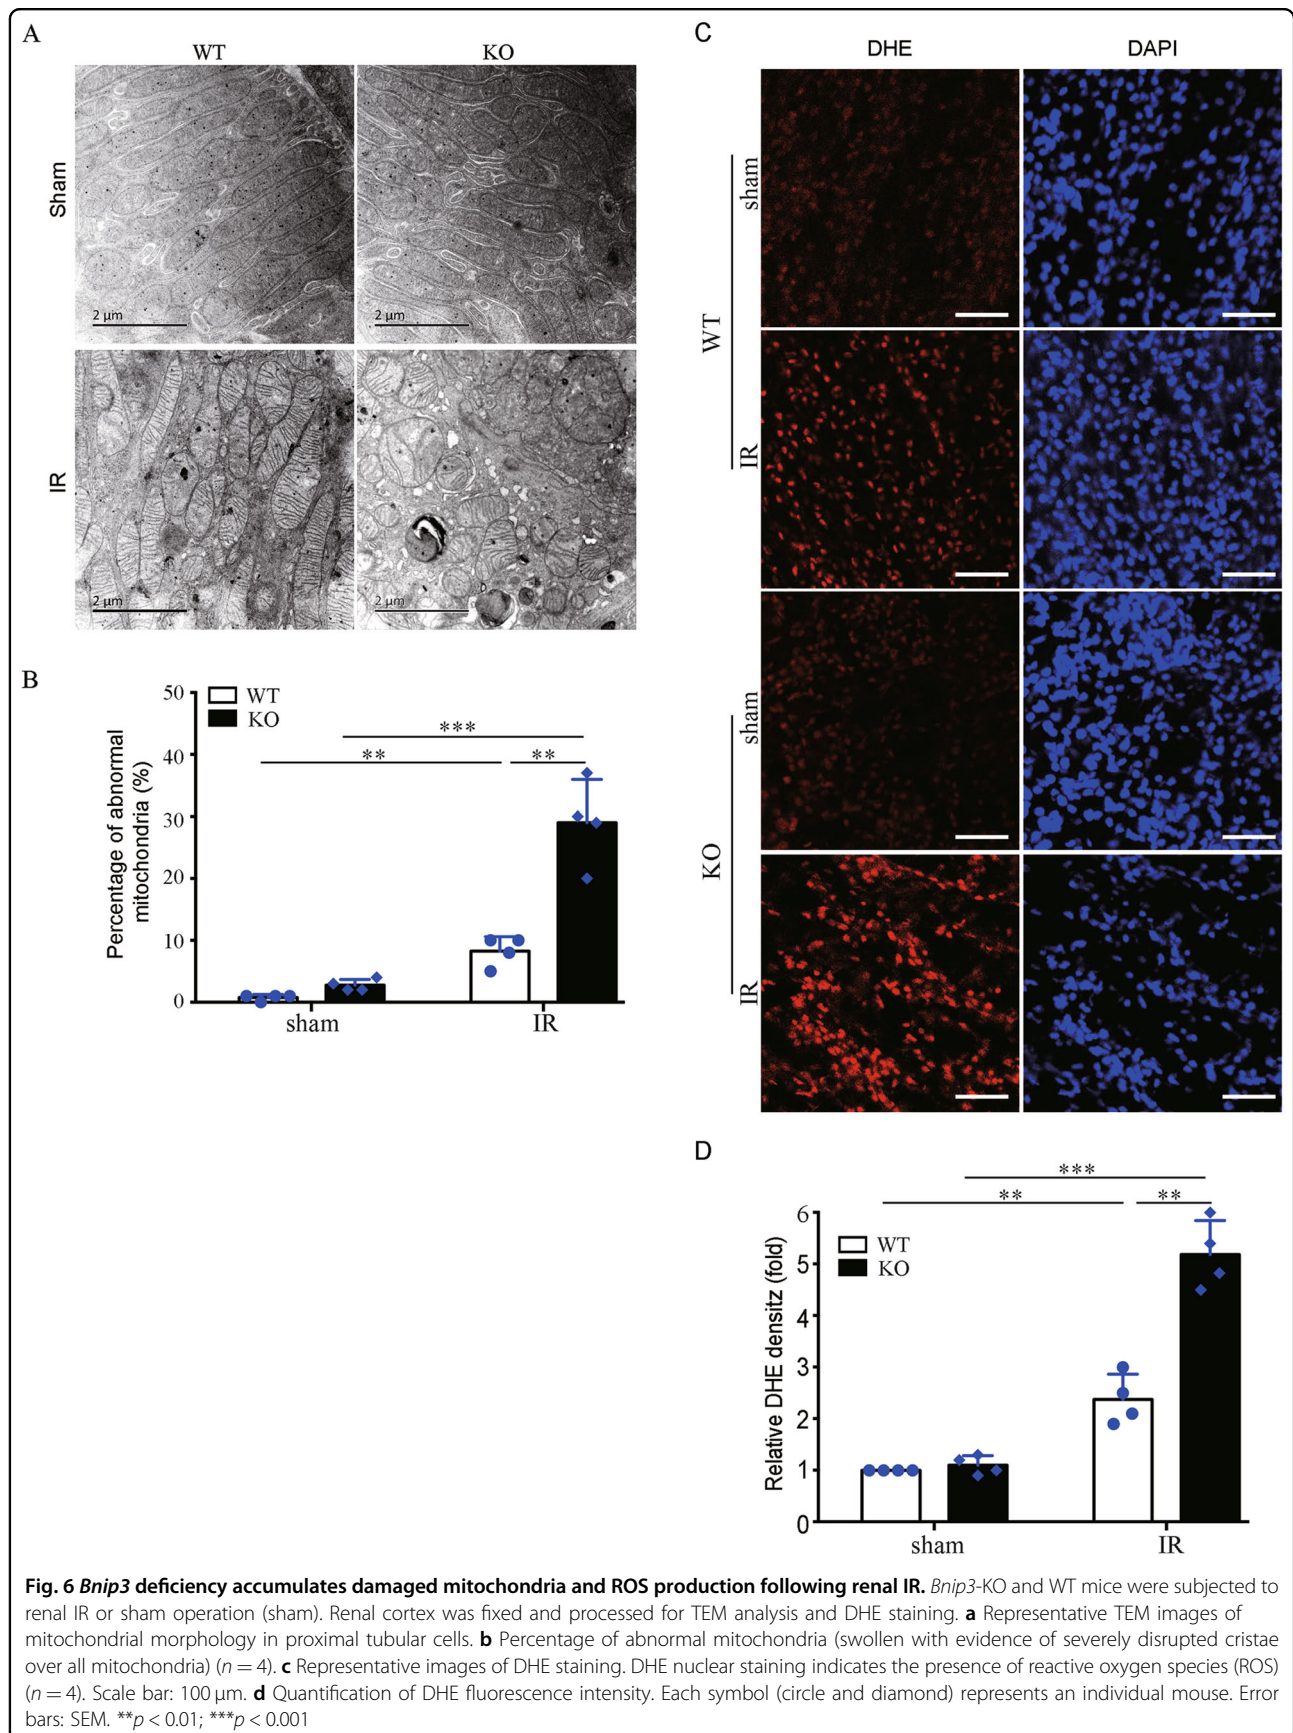 A
WT
KO
Sham
2 µm
2 µm
IR
2 µm
2 µm
B
50
40
30
20
10
0
Percentage of abnormal
mitochondria (%)
WT
KO
***
**
**
sham
IR
C
DHE
DAPI
WT
sham
IR
KO
sham
IR
D
***
**
**
6
5
4
3
2
1
0
Relative DHE densitz (fold)
WT
KO
sham
IR
Fig. 6 Bnip3 deficiency accumulates damaged mitochondria and ROS production following renal IR. Bnip3-KO and WT mice were subjected to
renal IR or sham operation (sham). Renal cortex was fixed and processed for TEM analysis and DHE staining. a Representative TEM images of
mitochondrial morphology in proximal tubular cells. b Percentage of abnormal mitochondria (swollen with evidence of severely disrupted cristae
over all mitochondria) (n = 4). c Representative images of DHE staining. DHE nuclear staining indicates the presence of reactive oxygen species (ROS)
(n = 4). Scale bar: 100 µm. d Quantification of DHE fluorescence intensity. Each symbol (circle and diamond) represents an individual mouse. Error
bars: SEM. **p < 0.01; ***p < 0.001